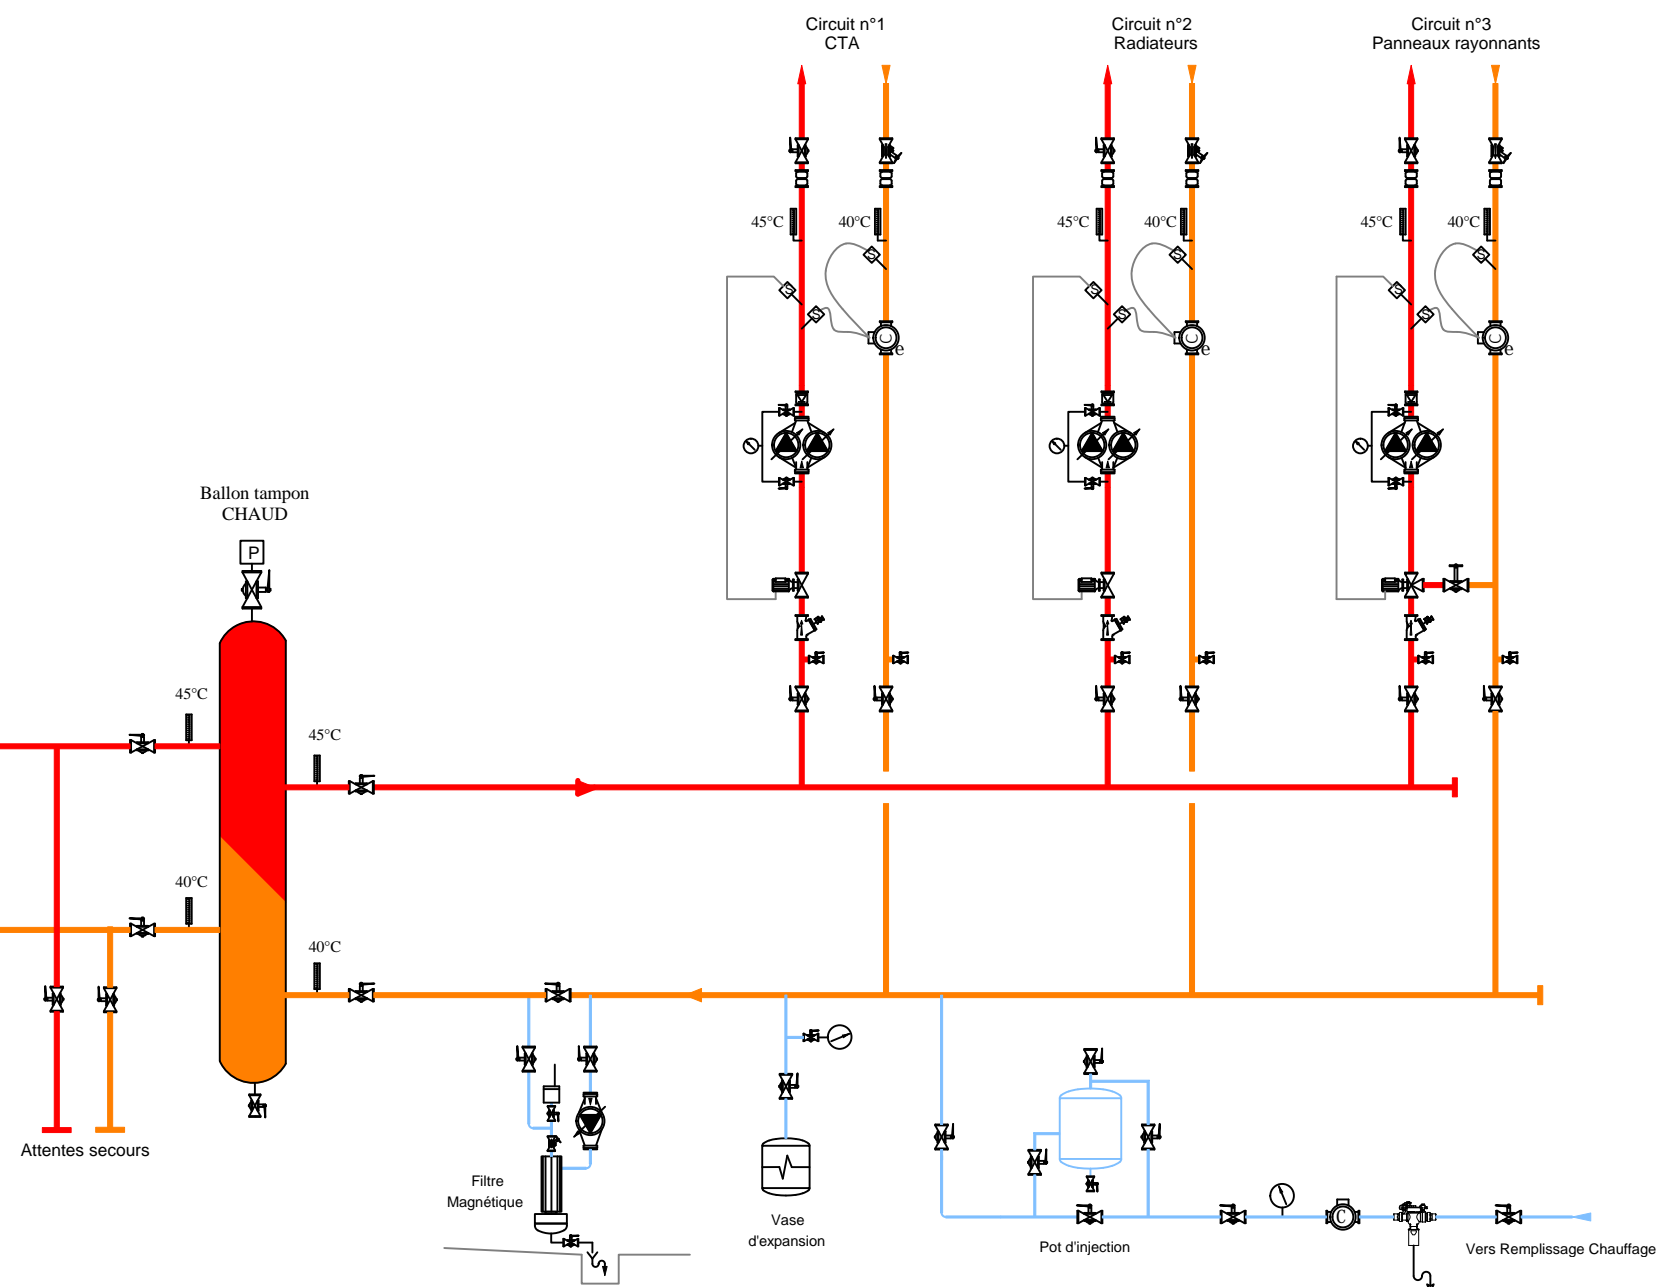 Circuit n°1
CTA
Circuit n°2
Radiateurs
Circuit n°3
Panneaux rayonnants
45°C
40°C
45°C
40°C
45°C
40°C
S
S
S
S
S
S
S
S
S
C
e
C
e
C
e
Ballon tampon
CHAUD
P
45°C
45°C
40°C
40°C
Attentes secours
Filtre
Magnétique
Vase
d'expansion
Pot d'injection
C
Vers Remplissage Chauffage